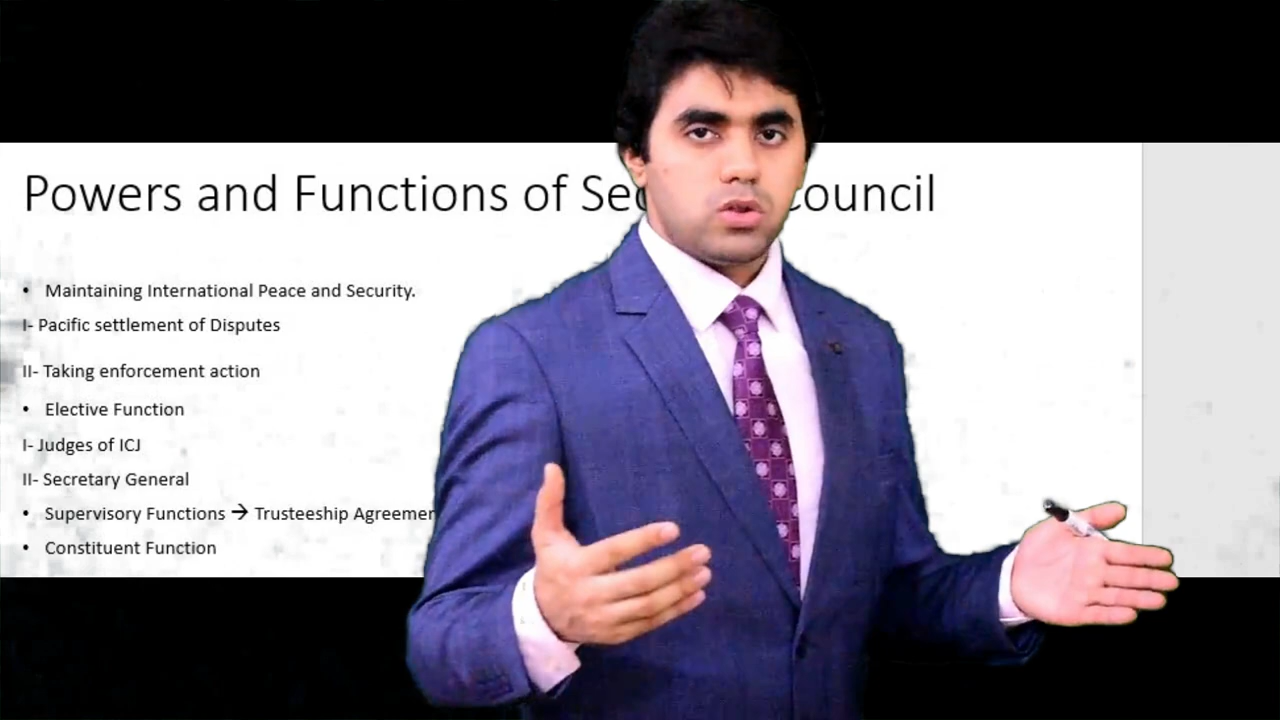 Powers and Functions of Se ouncil
• Maintaining International Peace and Security.
I- Pacific settlement of Disputes
II- Taking enforcement action
• Elective Function
I- Judges of ICJ
II- Secretary General
• Supervisory Functions → Trusteeship Agreemen
• Constituent Function